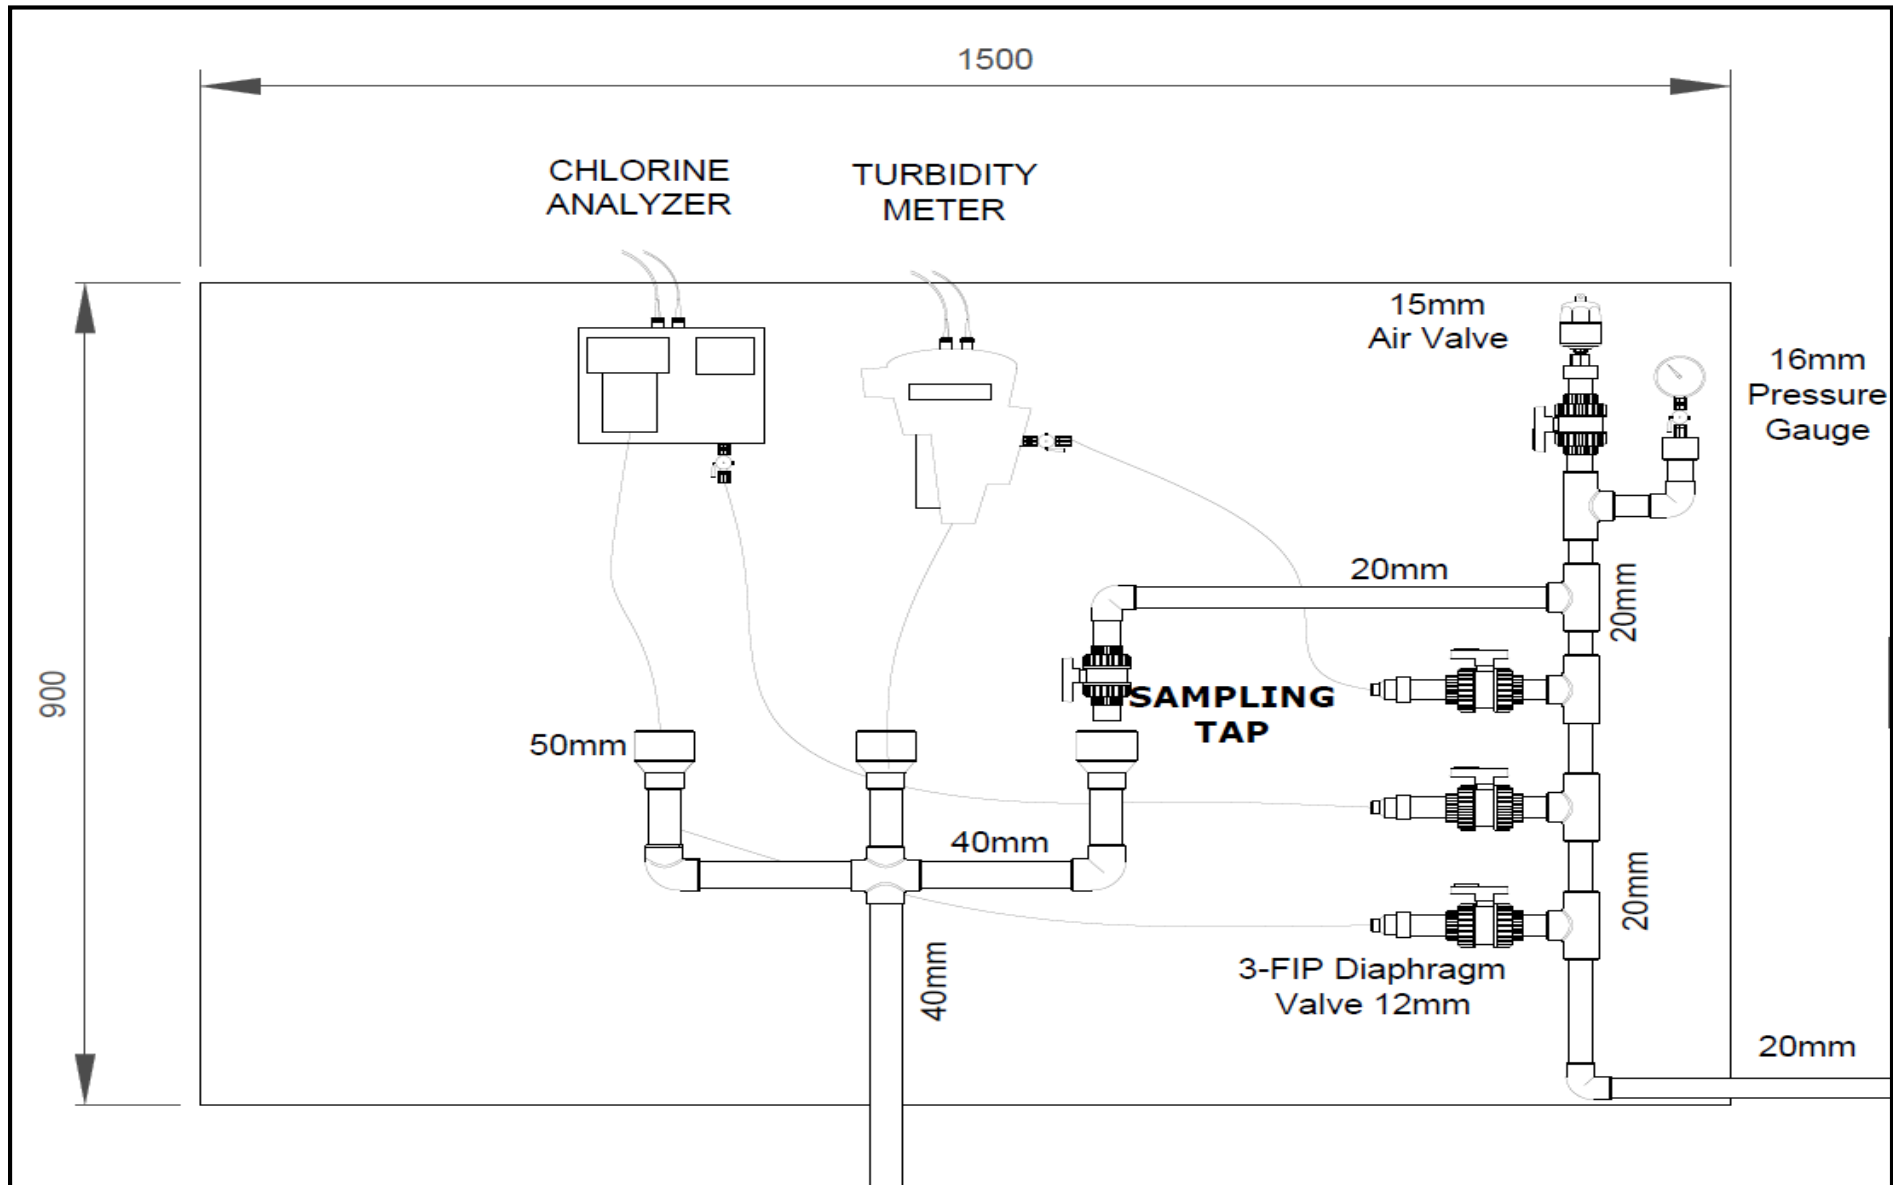 1500
CHLORINE
ANALYZER
TURBIDITY
METER
15mm
Air Valve
16mm
Pressure
Gauge
20mm
20mm
900
SAMPLING
TAP
50mm
40mm
20mm
40mm
3-FIP Diaphragm
Valve 12mm
20mm